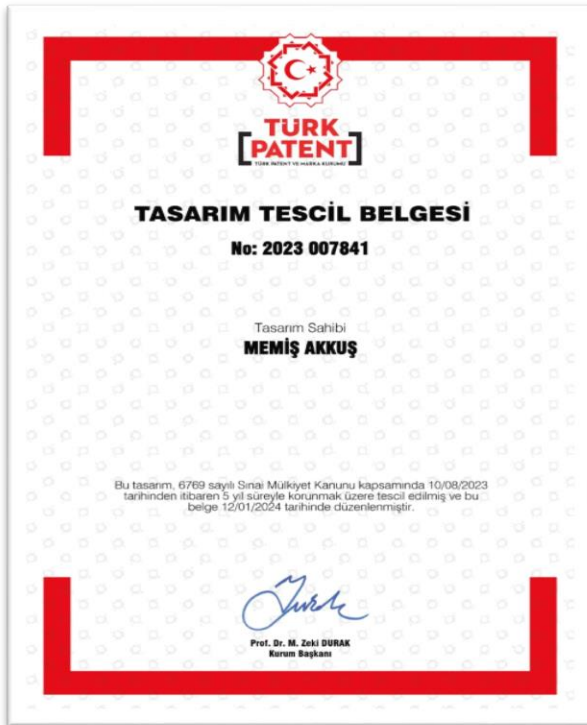 TÜRK
PATENT
TÜRK PATENT VE MARKA KURUMU
TASARIM TESCİL BELGESİ
No: 2023 007841
Tasarım Sahibi
MEMİŞ AKKUŞ
Bu tasarım, 6769 sayılı Sınai Mülkiyet Kanunu kapsamında 10/08/2023
tarihinden itibaren 5 yıl süreyle korunmak üzere tescil edilmiş ve bu
belge 12/01/2024 tarihinde düzenlenmiştir.
Prof. Dr. M. Zeki DURAK
Kurum Başkanı